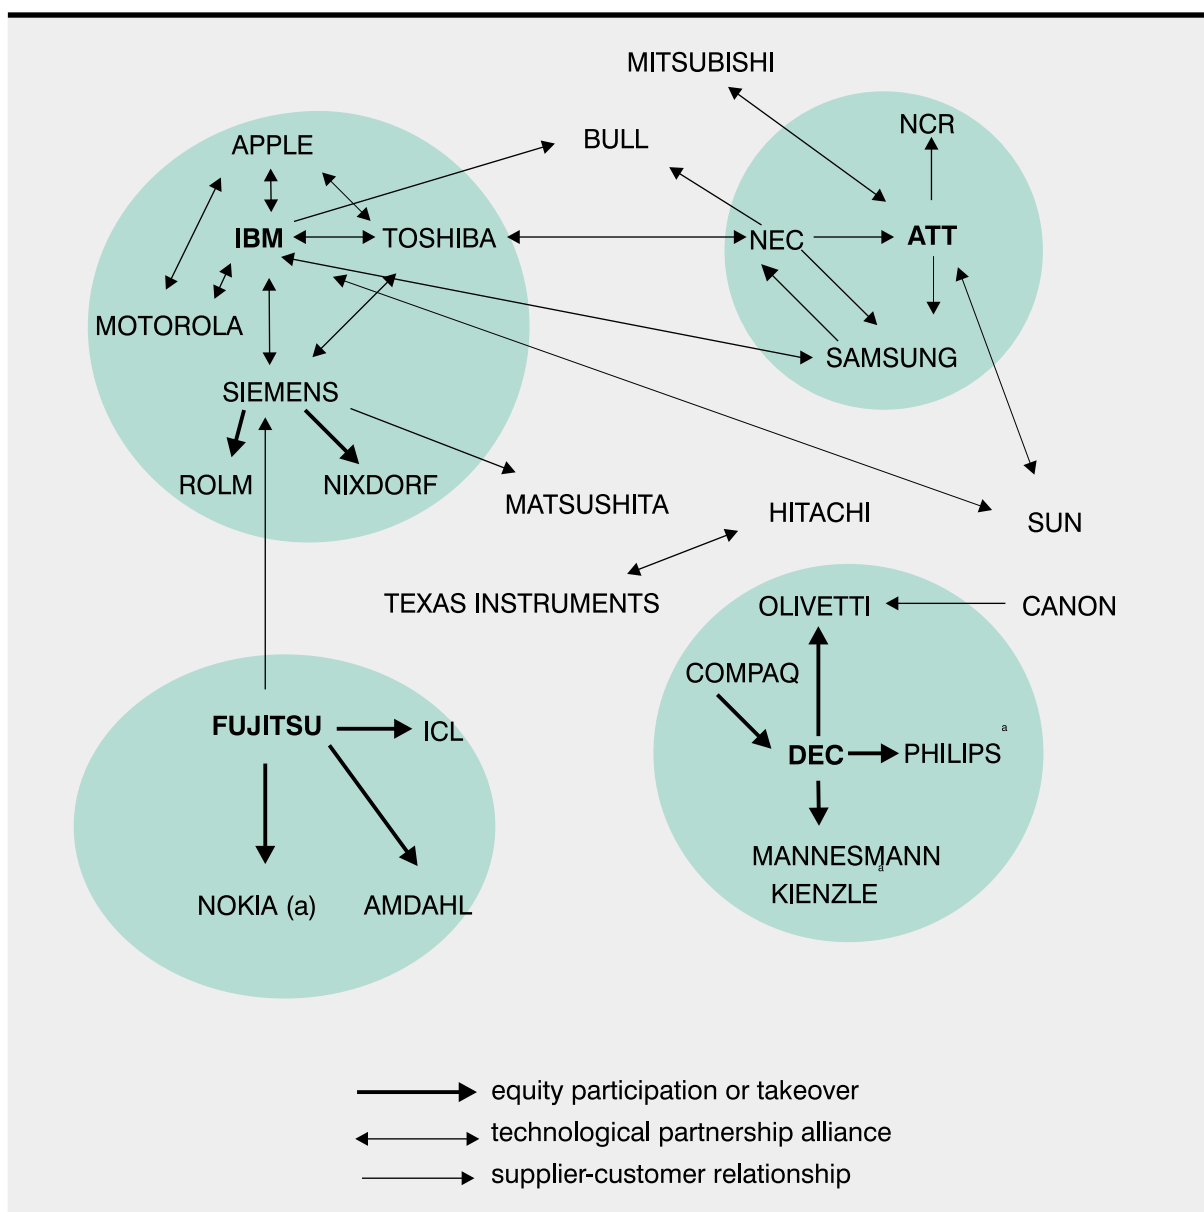 MITSUBISHI
BULL
NCR
APPLE
IBM
TOSHIBA
NEC
ATT
MOTOROLA
SAMSUNG
SIEMENS
ROLM
NIXDORF
MATSUSHITA
HITACHI
SUN
TEXAS INSTRUMENTS
OLIVETTI
CANON
COMPAQ
FUJITSU
ICL
DEC
PHILIPS a
MANNESMANN
KIENZLE a
NOKIA (a)
AMDAHL
equity participation or takeover
technological partnership alliance
supplier-customer relationship